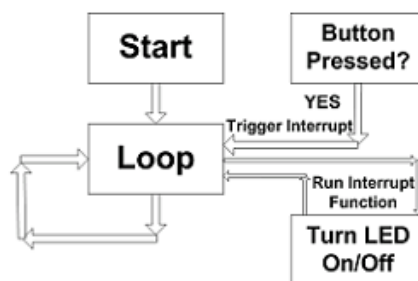 Start
Button
Pressed?
YES
Trigger Interrupt
Loop
Run Interrupt
Function
Turn LED
On/Off